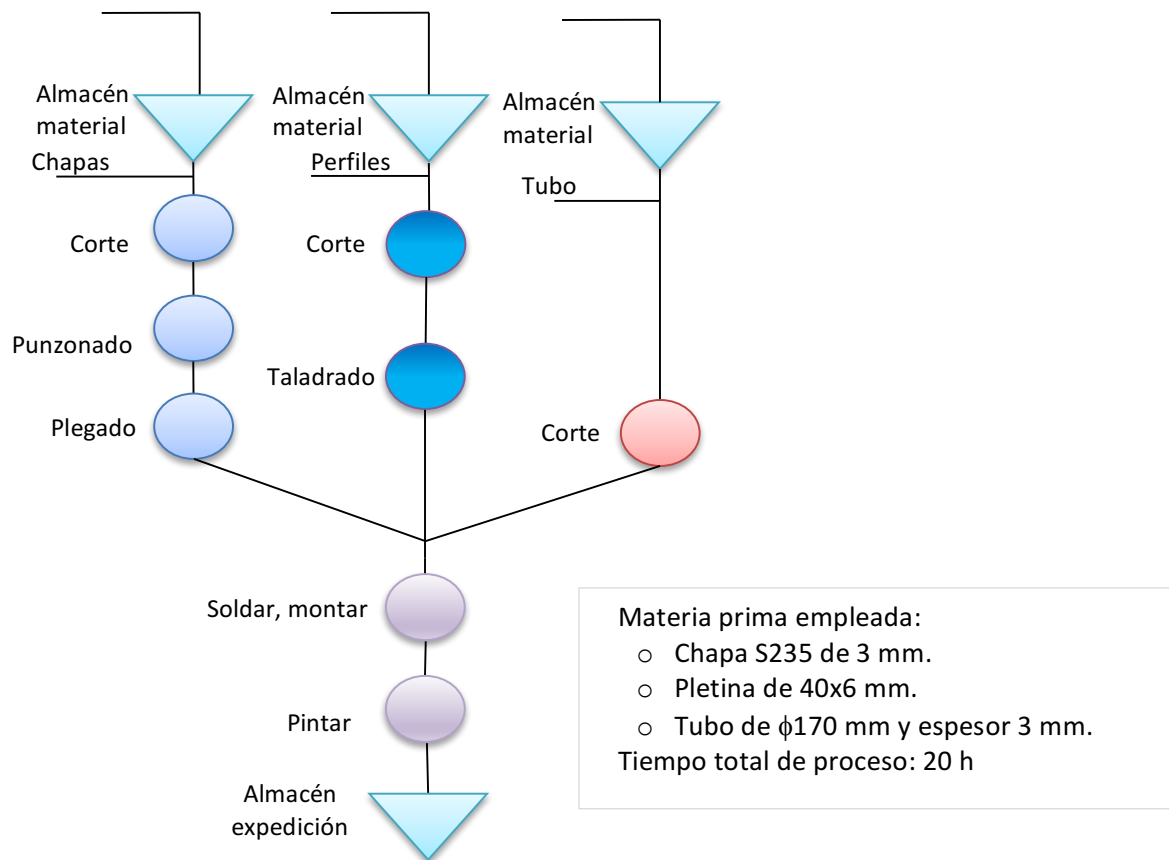 Almacén
material
Chapas
Corte
Punzonado
Plegado
Almacén
material
Perfiles
Corte
Taladrado
Almacén
material
Tubo
Corte
Soldar, montar
Pintar
Almacén
expedición
Materia prima empleada:
o Chapa S235 de 3 mm.
o Pletina de 40x6 mm.
o Tubo de ϕ170 mm y espesor 3 mm.
Tiempo total de proceso: 20 h